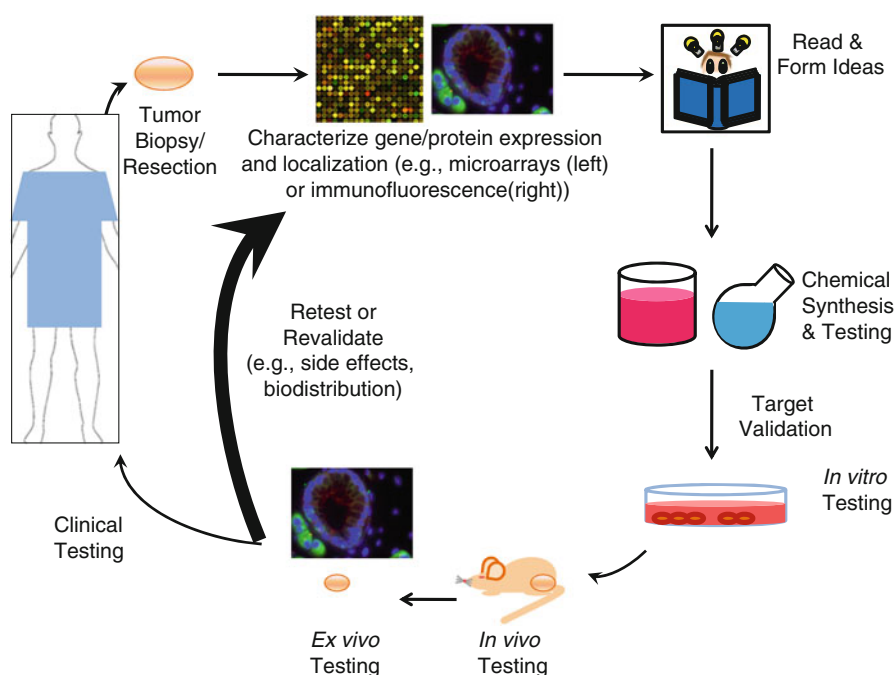 Tumor
Biopsy/
Resection
Characterize gene/protein expression
and localization (e.g., microarrays (left)
or immunofluorescence(right))
Read &
Form Ideas
Chemical
Synthesis
& Testing
Target
Validation
In vitro
Testing
In vivo
Testing
Ex vivo
Testing
Retest or
Revalidate
(e.g., side effects,
biodistribution)
Clinical
Testing